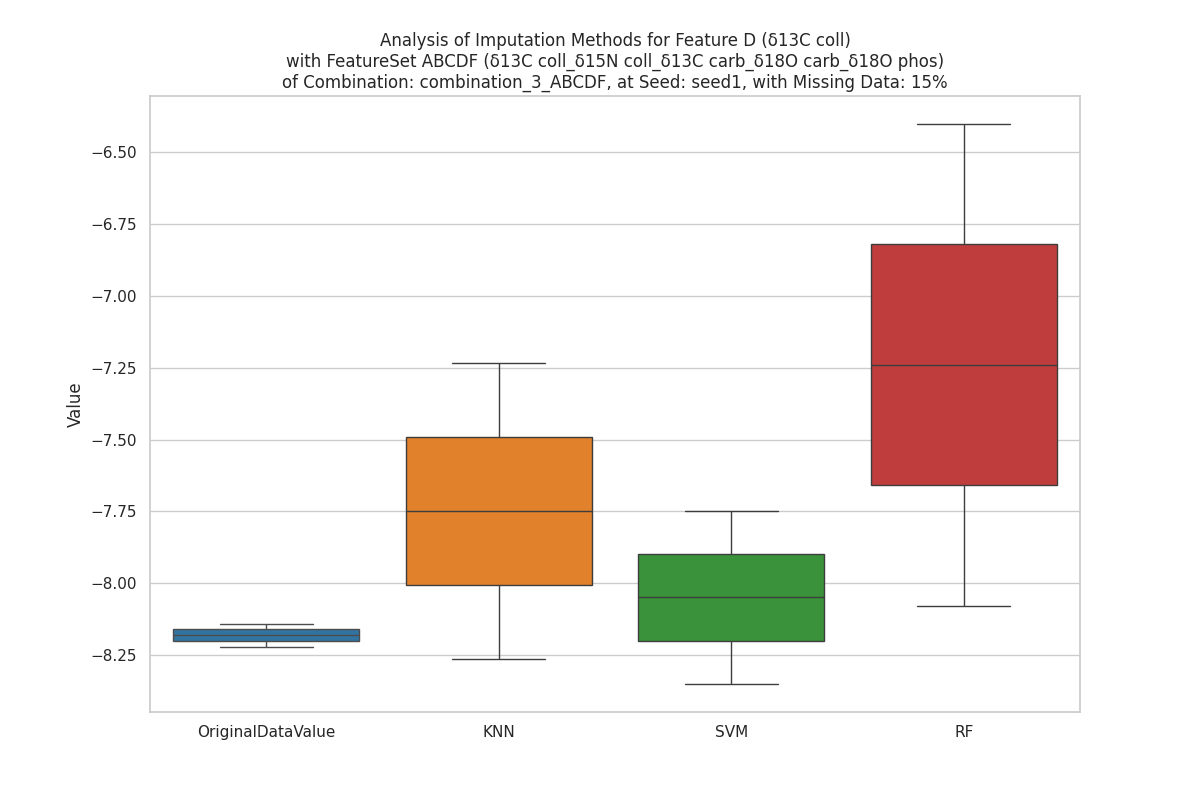 Analysis of Imputation Methods for Feature D (δ13C coll)
with FeatureSet ABCDF (δ13C coll_δ15N coll_δ13C carb_δ18O carb_δ18O phos)
of Combination: combination_3_ABCDF, at Seed: seed1, with Missing Data: 15%
Value
−6.50
−6.75
−7.00
−7.25
−7.50
−7.75
−8.00
−8.25
OriginalDataValue
KNN
SVM
RF